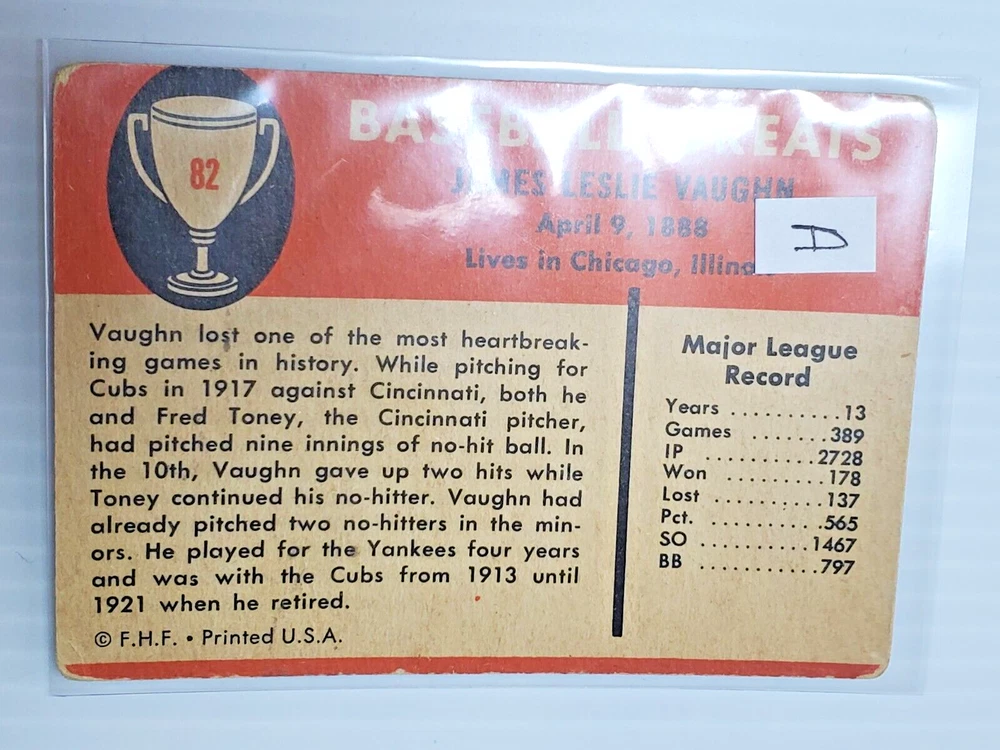 82
BASEBALL GREATS
JAMES LESLIE VAUGHN
April 9, 1888
Lives in Chicago, Illino
D
Vaughn lost one of the most heartbreak-
ing games in history. While pitching for
Cubs in 1917 against Cincinnati, both he
and Fred Toney, the Cincinnati pitcher,
had pitched nine innings of no-hit ball. In
the 10th, Vaughn gave up two hits while
Toney continued his no-hitter. Vaughn had
already pitched two no-hitters in the min-
ors. He played for the Yankees four years
and was with the Cubs from 1913 until
1921 when he retired.
© F.H.F. • Printed U.S.A.
Major League
Record
Years ..........13
Games .......389
IP ..........2728
Won .........178
Lost .........137
Pct. ..........565
SO ..........1467
BB ...........797